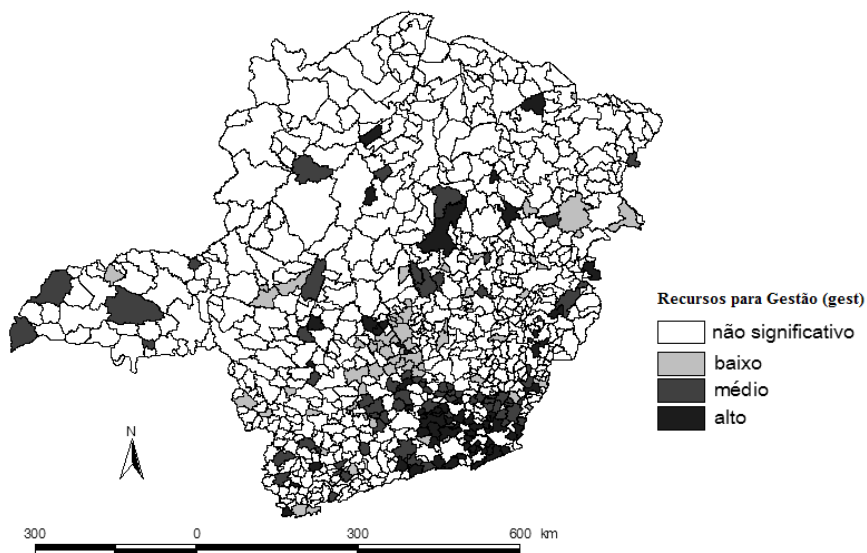 Recursos para Gestão (gest)
não significativo
baixo
médio
alto
N
300 0 300 600 km